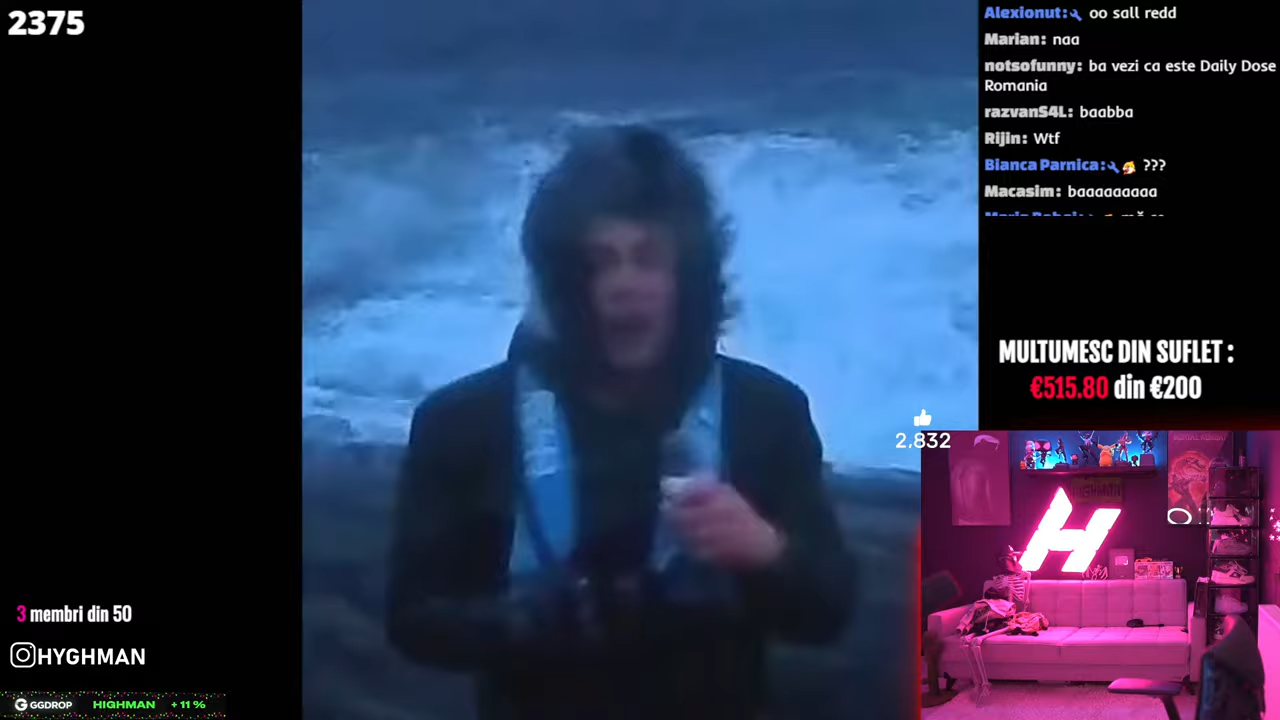 2375
Alexionut: oo sall redd
Marian: naa
notsofunny: ba vezi ca este Daily Dose
Romania
razvanS4L: baabba
Rijin: Wtf
Bianca Parnica: ???
Macasim: baaaaaaaaa
MULTUMESC DIN SUFLET :
€515.80 din €200
2,832
H
3 membri din 50
HYGHMAN
GGDROP HIGHMAN +11%